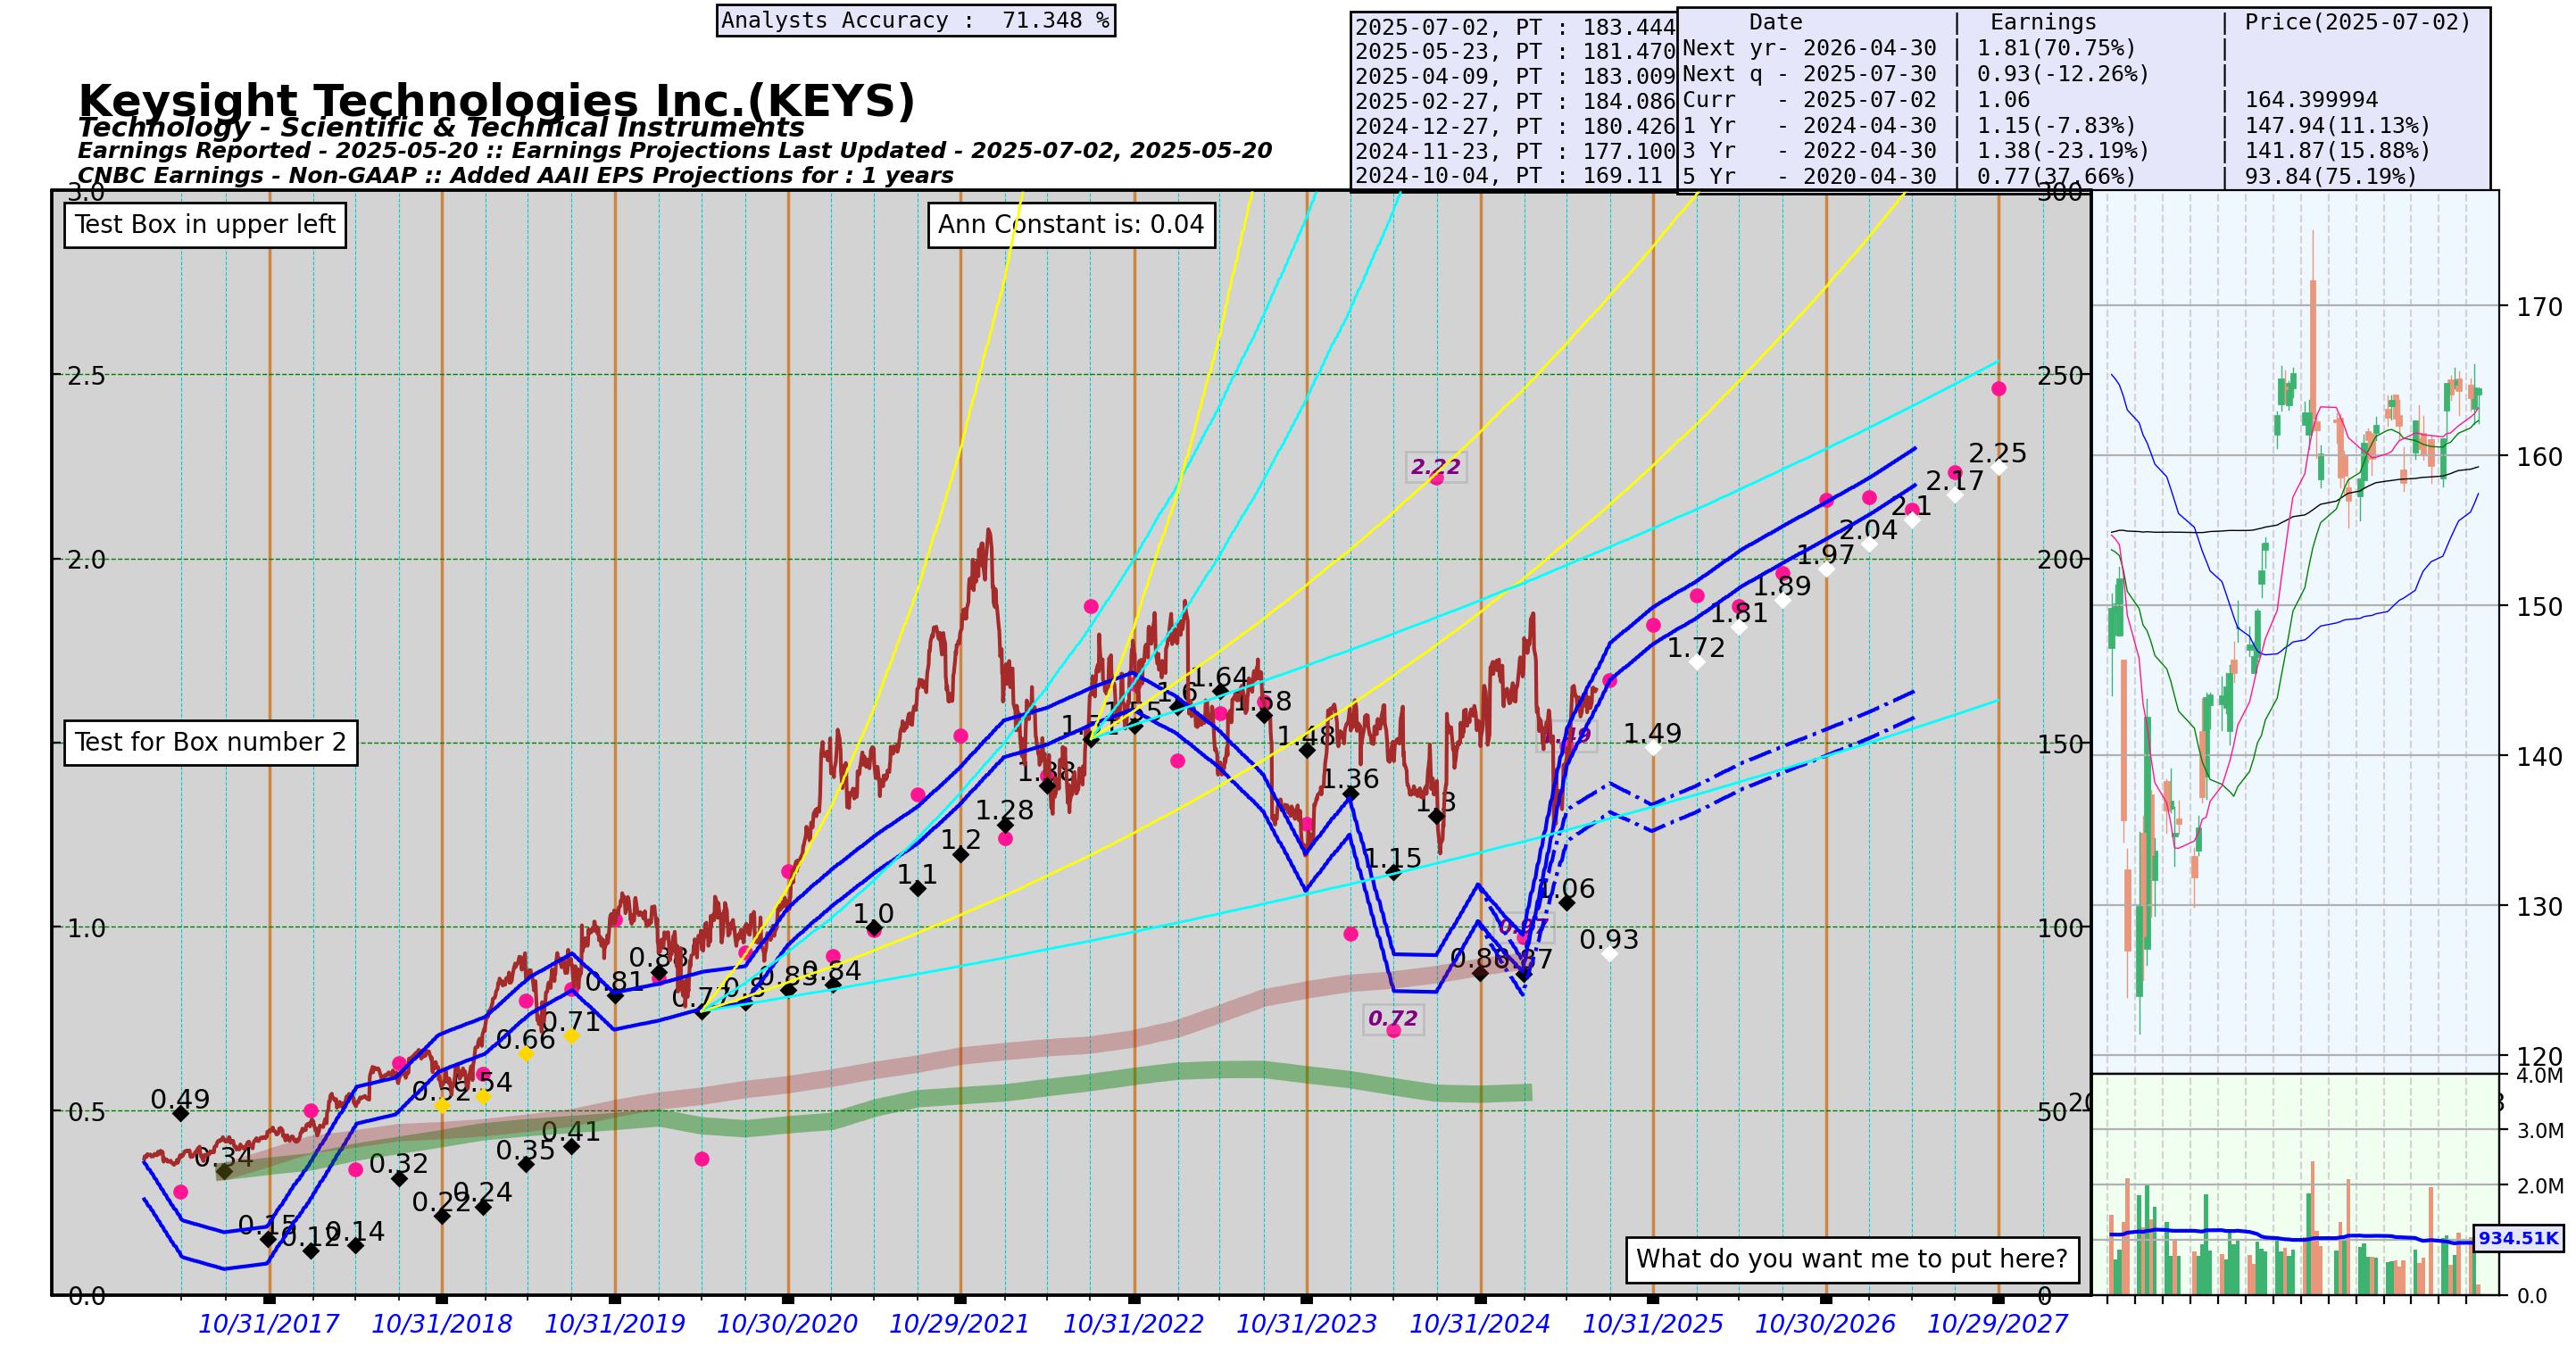 Analysts Accuracy :  71.348 %
2025-07-02, PT : 183.444
2025-05-23, PT : 181.470
2025-04-09, PT : 183.009
2025-02-27, PT : 184.086
2024-12-27, PT : 180.426
2024-11-23, PT : 177.100
2024-10-04, PT : 169.11
Date | Earnings | Price(2025-07-02)
Next yr- 2026-04-30 | 1.81(70.75%) |
Next q - 2025-07-30 | 0.93(-12.26%) |
Curr - 2025-07-02 | 1.06 | 164.399994
1 Yr - 2024-04-30 | 1.15(-7.83%) | 147.94(11.13%)
3 Yr - 2022-04-30 | 1.38(-23.19%) | 141.87(15.88%)
5 Yr - 2020-04-30 | 0.77(37.66%) | 93.84(75.19%)
Keysight Technologies Inc.(KEYS)
Technology - Scientific & Technical Instruments
Earnings Reported - 2025-05-20 :: Earnings Projections Last Updated - 2025-07-02, 2025-05-20
CNBC Earnings - Non-GAAP :: Added AAII EPS Projections for : 1 years
3.0
300
Test Box in upper left
Ann Constant is: 0.04
170
2.5
250
160
2.22
2.25
2.17
2.1
2.04
1.97
1.89
1.81
1.72
2.0
200
150
1.64
1.6
1.58
1.55
1.48
1.49
1.49
Test for Box number 2
150
140
1.38
1.36
1.3
1.28
1.2
1.15
1.1
1.06
1.0
1.0
100
130
0.93
0.88
0.87
0.81
0.77
0.84
0.72
0.71
0.66
0.54
120
4.0M
0.49
0.5
50
0.41
0.35
0.34
0.32
3.0M
0.24
0.22
2.0M
0.15
0.12
0.14
934.51K
What do you want me to put here?
0.0
0
0.0
10/31/2017
10/31/2018
10/31/2019
10/30/2020
10/29/2021
10/31/2022
10/31/2023
10/31/2024
10/31/2025
10/30/2026
10/29/2027